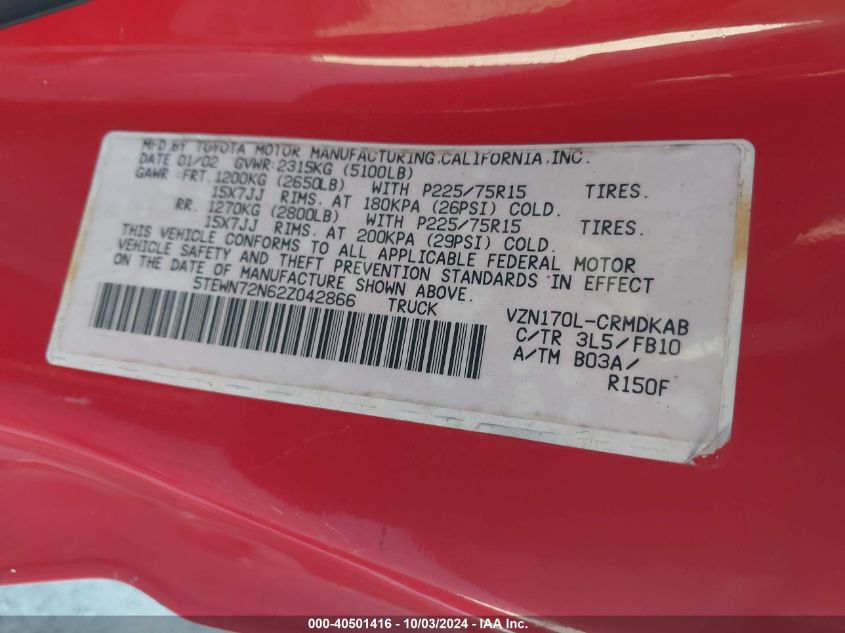 MFD.BY TOYOTA MOTOR MANUFACTURING,CALIFORNIA,INC.
DATE 01/02 GVWR:2315KG (5100LB)
GAWR : FRT.1200KG (2650LB) WITH P225/75R15 TIRES.
15X7JJ RIMS. AT 180KPA (26PSI) COLD.
RR. 1270KG (2800LB) WITH P225/75R15 TIRES.
15X7JJ RIMS. AT 200KPA (29PSI) COLD.
THIS VEHICLE CONFORMS TO ALL APPLICABLE FEDERAL MOTOR
VEHICLE SAFETY AND THEFT PREVENTION STANDARDS IN EFFECT
ON THE DATE OF MANUFACTURE SHOWN ABOVE.
5TEWN72N62Z042866 TRUCK
VZN170L-CRMDKAB
C/TR 3L5/FB10
A/TM B03A/
R150F
000-40501416 - 10/03/2024 - IAA Inc.